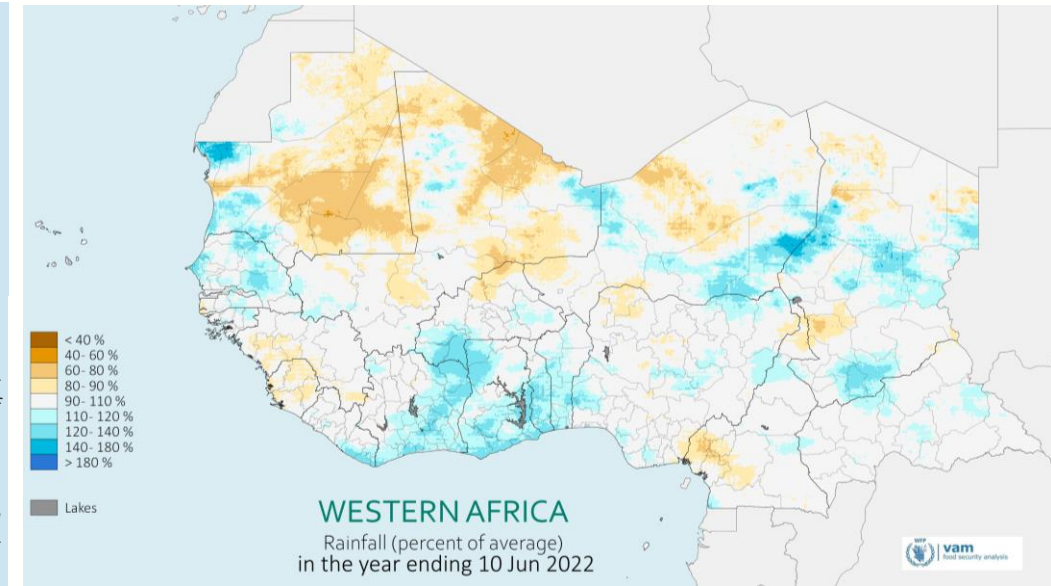 < 40 %
40- 60 %
60- 80 %
80- 90 %
90- 110 %
110- 120 %
120- 140 %
140- 180 %
> 180 %
Lakes
WESTERN AFRICA
Rainfall (percent of average)
in the year ending 10 Jun 2022
WFP
vam
food security analysis